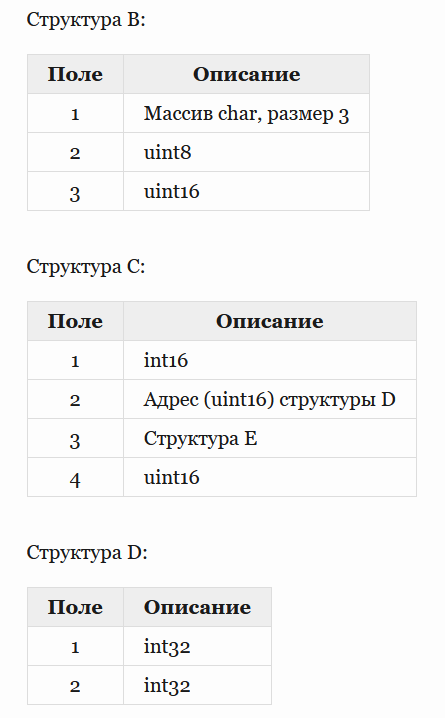 Структура B:
Поле Описание
1 Массив char, размер 3
2 uint8
3 uint16
Структура C:
Поле Описание
1 int16
2 Адрес (uint16) структуры D
3 Структура E
4 uint16
Структура D:
Поле Описание
1 int32
2 int32